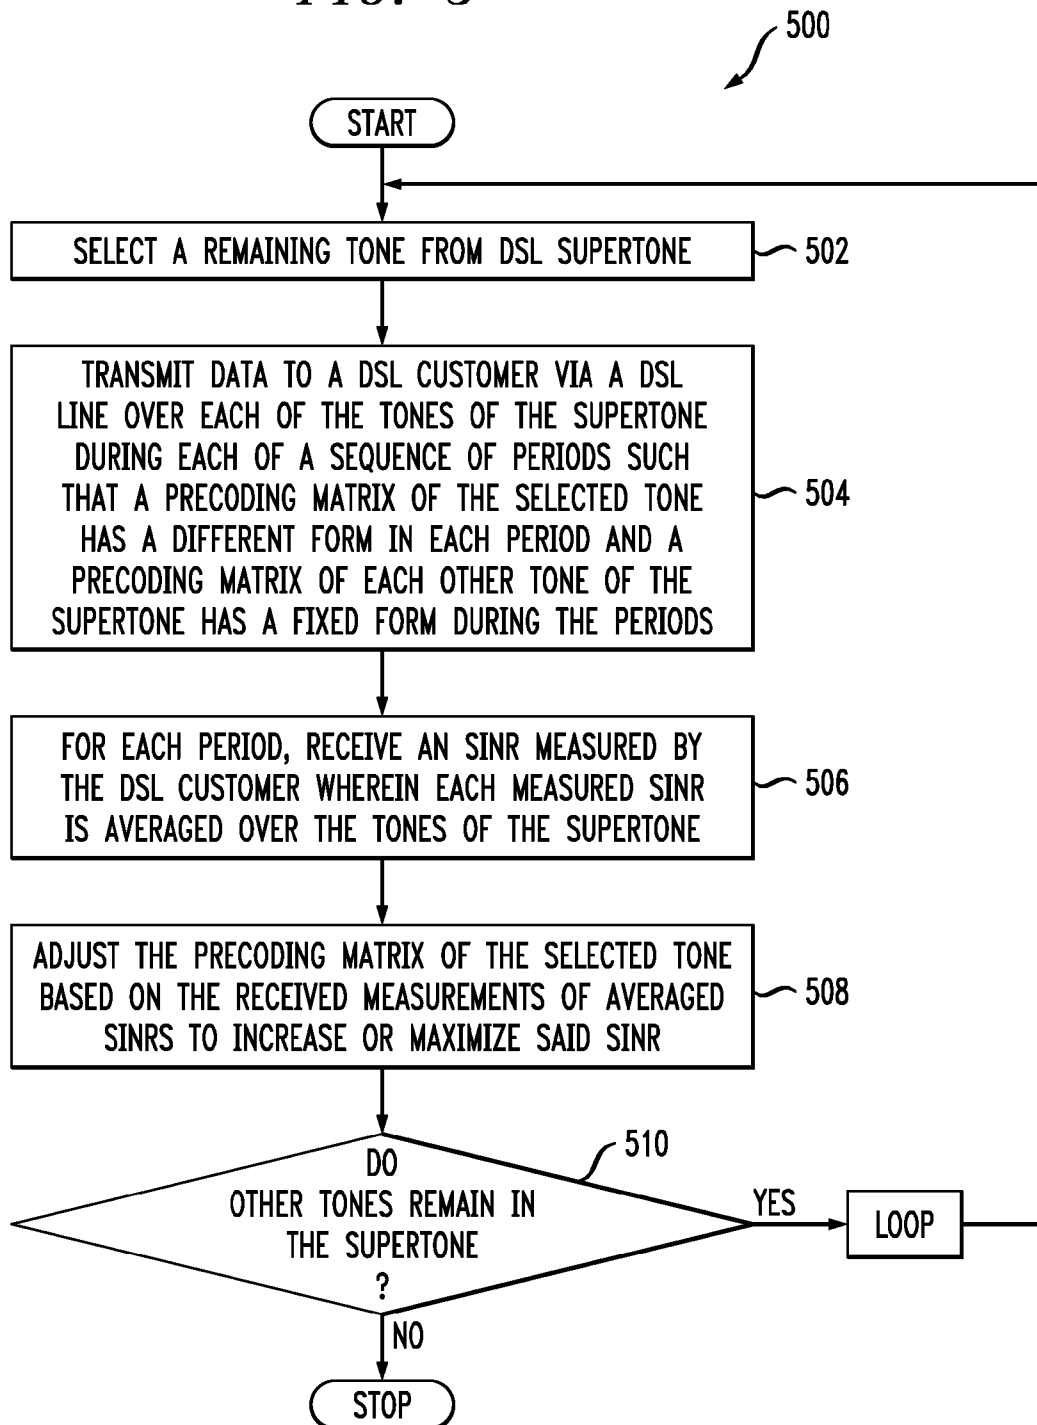 500
START
SELECT A REMAINING TONE FROM DSL SUPERTONE
502
TRANSMIT DATA TO A DSL CUSTOMER VIA A DSL
LINE OVER EACH OF THE TONES OF THE SUPERTONE
DURING EACH OF A SEQUENCE OF PERIODS SUCH
THAT A PRECODING MATRIX OF THE SELECTED TONE
HAS A DIFFERENT FORM IN EACH PERIOD AND A
PRECODING MATRIX OF EACH OTHER TONE OF THE
SUPERTONE HAS A FIXED FORM DURING THE PERIODS
504
FOR EACH PERIOD, RECEIVE AN SINR MEASURED BY
THE DSL CUSTOMER WHEREIN EACH MEASURED SINR
IS AVERAGED OVER THE TONES OF THE SUPERTONE
506
ADJUST THE PRECODING MATRIX OF THE SELECTED TONE
BASED ON THE RECEIVED MEASUREMENTS OF AVERAGED
SINRS TO INCREASE OR MAXIMIZE SAID SINR
508
510
DO
OTHER TONES REMAIN IN
THE SUPERTONE
?
YES
LOOP
NO
STOP